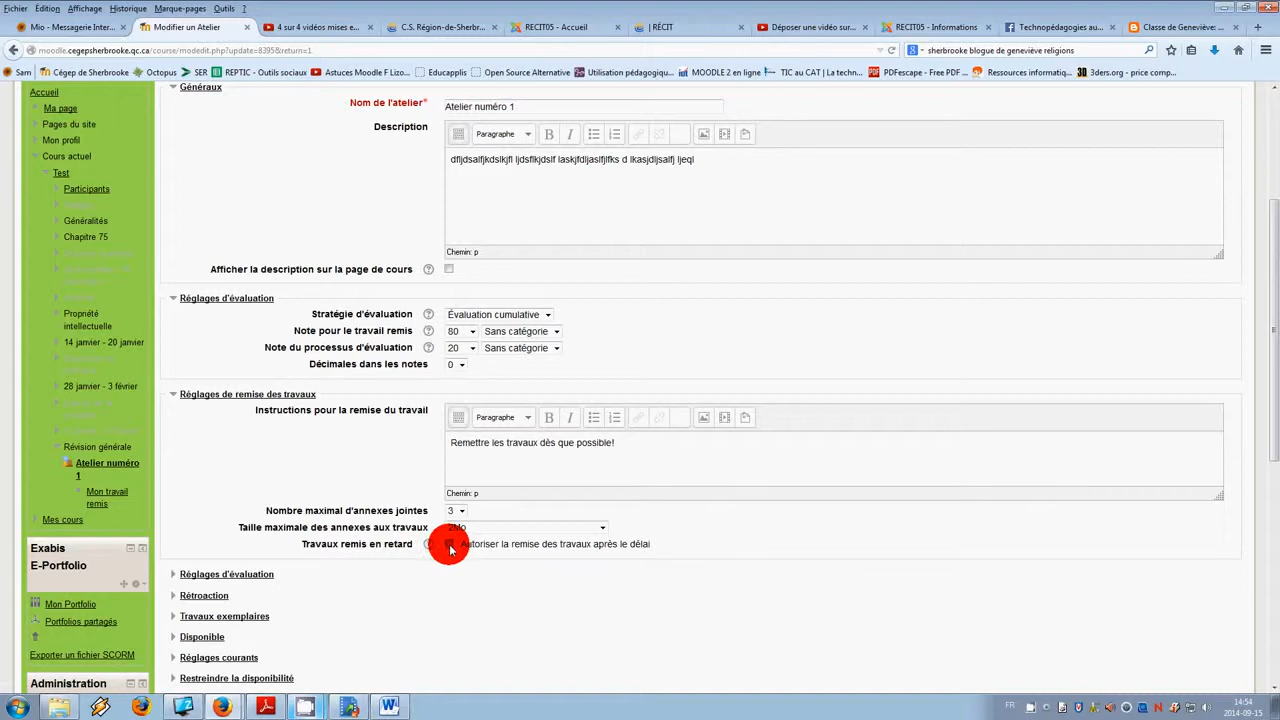 Fichier Édition Affichage Historique Marque-pages Outils ?
Mio - Messagerie Inter... Modifier un Atelier 4 sur 4 vidéos mises e... C.S. Région-de-Sherbr... RECIT05 - Accueil | RÉCIT Déposer une vidéo sur... RECIT05 - Informations Technopédagogies au... Classe de Geneviève:...
moodle.cegepsherbrooke.qc.ca/course/modedit.php?update=8395&return=1
sherbrooke blogue de geneviève religions
Sam Cégep de Sherbrooke Octopus SER REPTIC - Outils sociaux Astuces Moodle F Lizo... Educapplis Open Source Alternative Utilisation pédagogiqu... MOODLE 2 en ligne TIC au CAT | La techn... PDFescape - Free PDF ... Ressources informatiq... 3ders.org - price comp...
Accueil
Ma page
Pages du site
Mon profil
Cours actuel
Test
Participants
Généralités
Chapitre 75
Propriété
intellectuelle
14 janvier - 20 janvier
28 janvier - 3 février
Révision générale
Atelier numéro
1
Mon travail
remis
Mes cours
Exabis
E-Portfolio
Mon Portfolio
Portfolios partagés
Exporter un fichier SCORM
Administration
Généraux
Nom de l'atelier* Atelier numéro 1
Description Paragraphe B I
Chemin: p
Afficher la description sur la page de cours
Réglages d'évaluation
Stratégie d'évaluation Évaluation cumulative
Note pour le travail remis 80 Sans catégorie
Note du processus d'évaluation 20 Sans catégorie
Décimales dans les notes 0
Réglages de remise des travaux
Instructions pour la remise du travail Paragraphe B I
Remettre les travaux dès que possible!
Chemin: p
Nombre maximal d'annexes jointes 3
Taille maximale des annexes aux travaux 2Mo
Travaux remis en retard Autoriser la remise des travaux après le délai
Réglages d'évaluation
Rétroaction
Travaux exemplaires
Disponible
Réglages courants
Restreindre la disponibilité
FR 14:54
2014-09-15